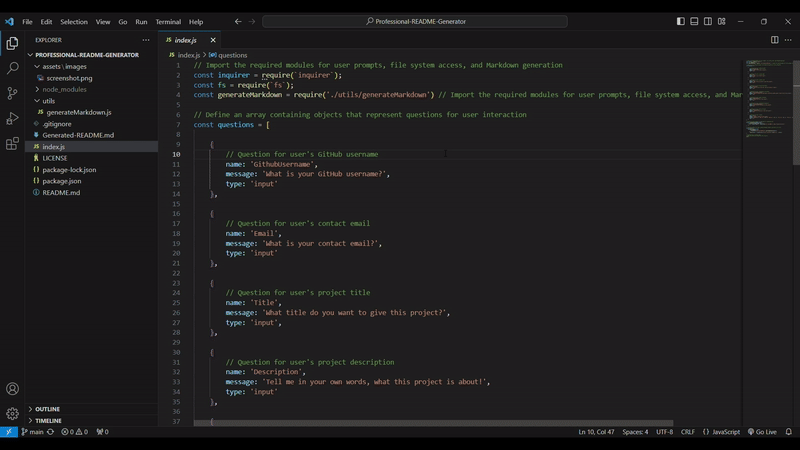 File Edit Selection View Go Run Terminal Help
Professional-README-Generator
EXPLORER
PROFESSIONAL-README-GENERATOR
assets \ images
screenshot.png
node_modules
utils
generateMarkdown.js
.gitignore
Generated-README.md
index.js
LICENSE
package-lock.json
package.json
README.md
OUTLINE
TIMELINE
index.js
index.js > questions
1 // Import the required modules for user prompts, file system access, and Markdown generation
2 const inquirer = require(`inquirer`);
3 const fs = require(`fs`);
4 const generateMarkdown = require('./utils/generateMarkdown') // Import the required modules for user prompts, file system access, and Mar
5
6 // Define an array containing objects that represent questions for user interaction
7 const questions = [
8
9 {
10 // Question for user's GitHub username
11 name: 'GithubUsername',
12 message: 'What is your GitHub username?',
13 type: 'input'
14 },
15
16 {
17 // Question for user's contact email
18 name: 'Email',
19 message: 'What is your contact email?',
20 type: 'input'
21 },
22
23 {
24 // Question for user's project title
25 name: 'Title',
26 message: 'What title do you want to give this project?',
27 type: 'input',
28 },
29
30 {
31 // Question for user's project description
32 name: 'Description',
33 message: 'Tell me in your own words, what this project is about!',
34 type: 'input'
35 },
36
37 {
main 0 0 0 Ln 10, Col 47 Spaces: 4 UTF-8 CRLF {} JavaScript Go Live